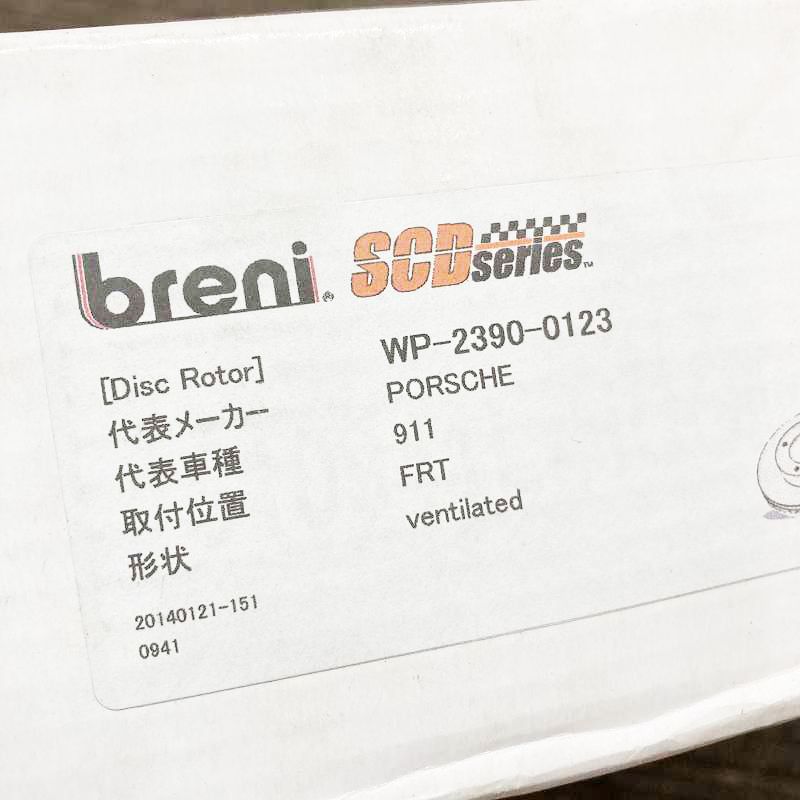 breni® SCD series™
[Disc Rotor] WP-2390-0123
代表メーカー PORSCHE
代表車種 911
取付位置 FRT
形状 ventilated
20140121-151
0941